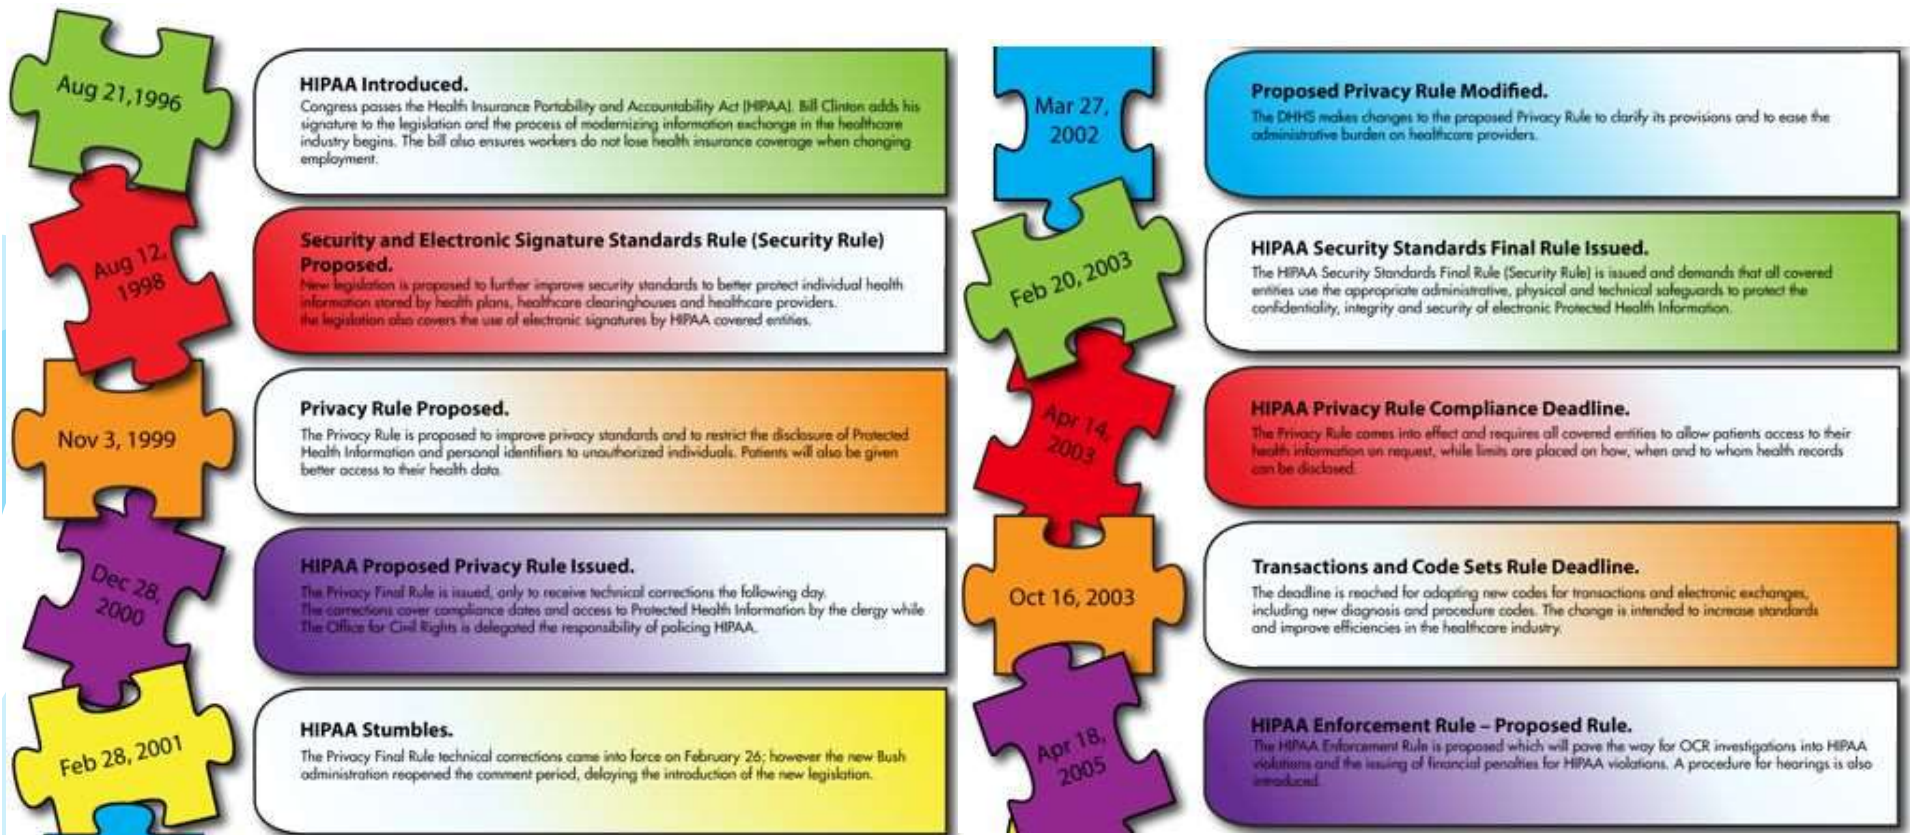 Aug 21,1996
HIPAA Introduced.
Congress passes the Health Insurance Portability and Accountability Act (HIPAA). Bill Clinton adds his
signature to the legislation and the process of modernizing information exchange in the healthcare
industry begins. The bill also ensures workers do not lose health insurance coverage when changing
employment.
Aug 12,
1998
Security and Electronic Signature Standards Rule (Security Rule)
Proposed.
New legislation is proposed to further improve security standards to better protect individual health
information stored by health plans, healthcare clearinghouses and healthcare providers.
the legislation also covers the use of electronic signatures by HIPAA covered entities.
Nov 3, 1999
Privacy Rule Proposed.
The Privacy Rule is proposed to improve privacy standards and to restrict the disclosure of Protected
Health Information and personal identifiers to unauthorized individuals. Patients will also be given
better access to their health data.
Dec 28,
2000
HIPAA Proposed Privacy Rule Issued.
The Privacy Final Rule is issued, only to receive technical corrections the following day.
The corrections cover compliance dates and access to Protected Health Information by the clergy while
The Office for Civil Rights is delegated the responsibility of policing HIPAA.
Feb 28, 2001
HIPAA Stumbles.
The Privacy Final Rule technical corrections came into force on February 26; however the new Bush
administration reopened the comment period, delaying the introduction of the new legislation.
Mar 27,
2002
Proposed Privacy Rule Modified.
The DHHS makes changes to the proposed Privacy Rule to clarify its provisions and to ease the
administrative burden on healthcare providers.
Feb 20, 2003
HIPAA Security Standards Final Rule Issued.
The HIPAA Security Standards Final Rule (Security Rule) is issued and demands that all covered
entities use the appropriate administrative, physical and technical safeguards to protect the
confidentiality, integrity and security of electronic Protected Health Information.
Apr 14,
2003
HIPAA Privacy Rule Compliance Deadline.
The Privacy Rule comes into effect and requires all covered entities to allow patients access to their
health information on request, while limits are placed on how, when and to whom health records
can be disclosed.
Oct 16, 2003
Transactions and Code Sets Rule Deadline.
The deadline is reached for adopting new codes for transactions and electronic exchanges,
including new diagnosis and procedure codes. The change is intended to increase standards
and improve efficiencies in the healthcare industry.
Apr 18,
2005
HIPAA Enforcement Rule – Proposed Rule.
The HIPAA Enforcement Rule is proposed which will pave the way for OCR investigations into HIPAA
violations and the issuing of financial penalties for HIPAA violations. A procedure for hearings is also
introduced.